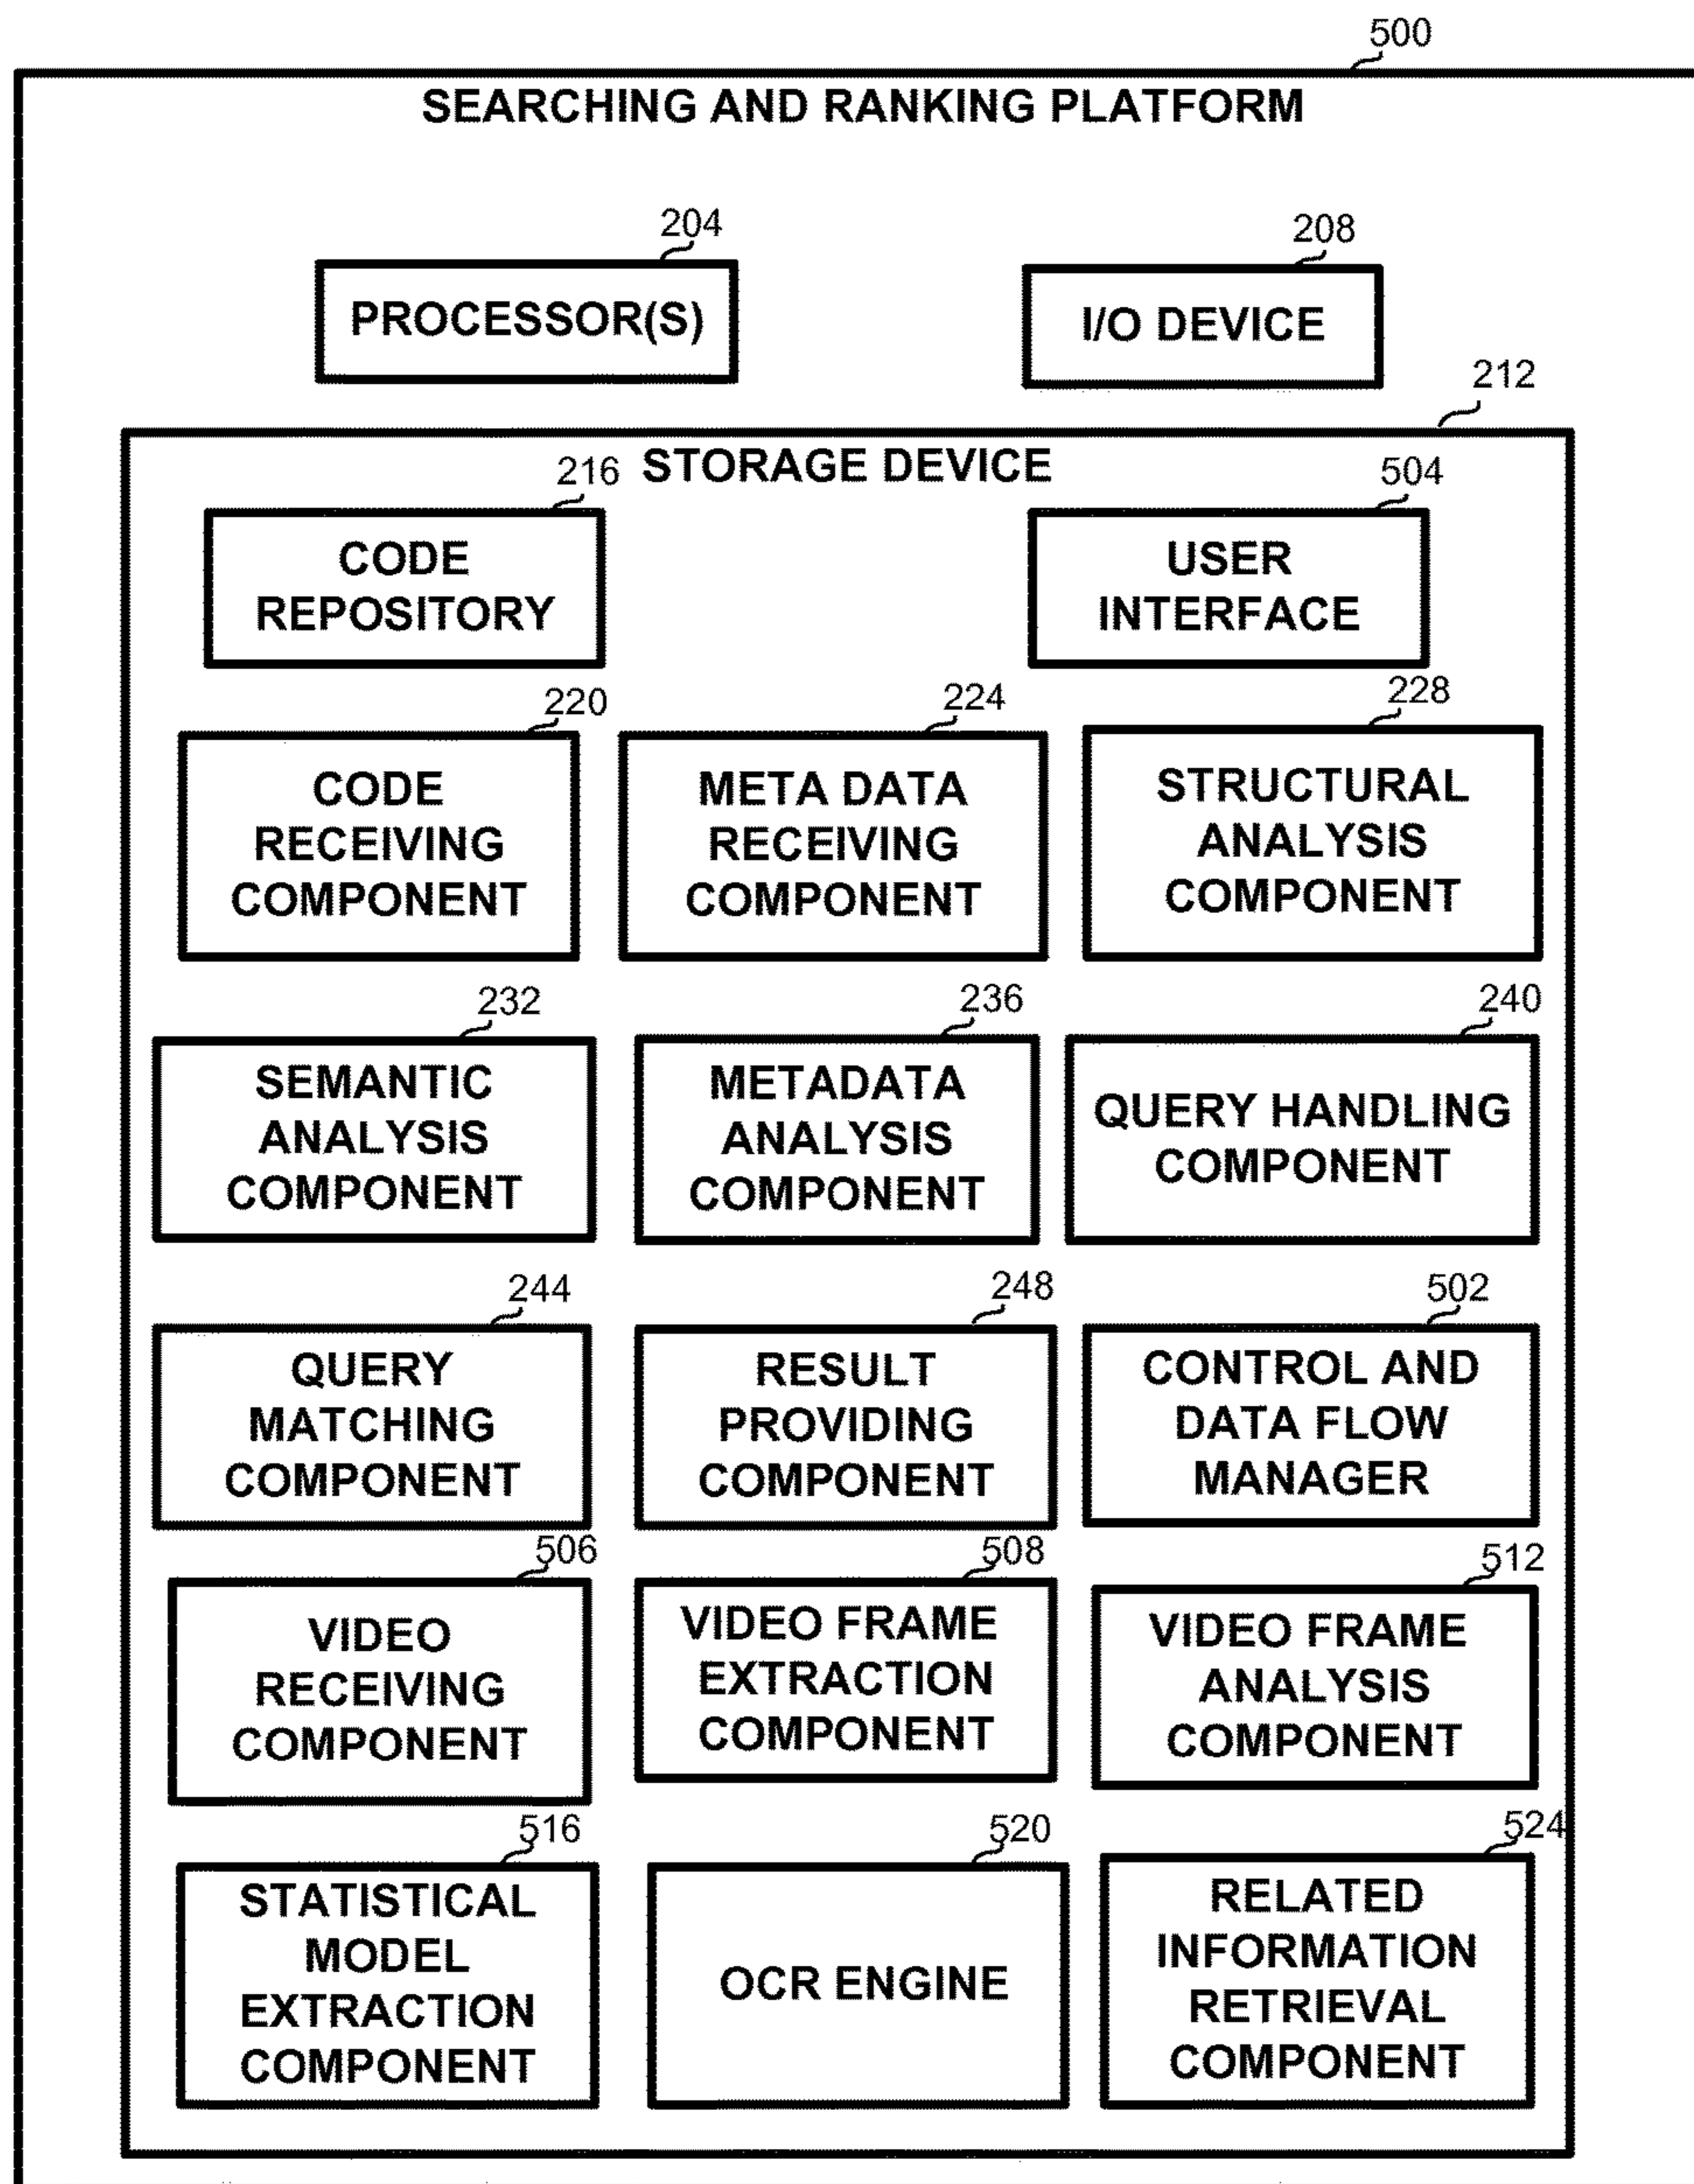 500
SEARCHING AND RANKING PLATFORM
204
PROCESSOR(S)
208
I/O DEVICE
212
STORAGE DEVICE
216
CODE
REPOSITORY
504
USER
INTERFACE
220
CODE
RECEIVING
COMPONENT
224
META DATA
RECEIVING
COMPONENT
228
STRUCTURAL
ANALYSIS
COMPONENT
232
SEMANTIC
ANALYSIS
COMPONENT
236
METADATA
ANALYSIS
COMPONENT
240
QUERY HANDLING
COMPONENT
244
QUERY
MATCHING
COMPONENT
248
RESULT
PROVIDING
COMPONENT
502
CONTROL AND
DATA FLOW
MANAGER
506
VIDEO
RECEIVING
COMPONENT
508
VIDEO FRAME
EXTRACTION
COMPONENT
512
VIDEO FRAME
ANALYSIS
COMPONENT
516
STATISTICAL
MODEL
EXTRACTION
COMPONENT
520
OCR ENGINE
524
RELATED
INFORMATION
RETRIEVAL
COMPONENT